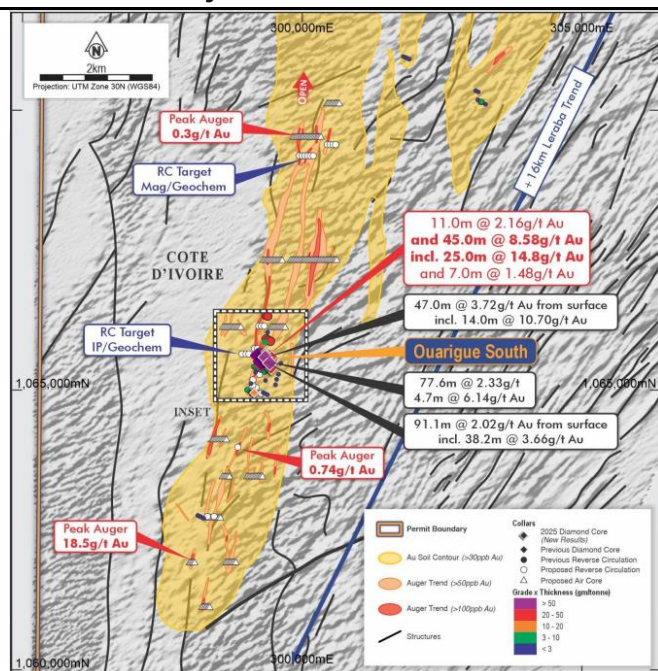 300,000mE
305,000mE
N
2km
Projection: UTM Zone 30N (WGS84)
OPEN
Peak Auger
0.3g/t Au
RC Target
Mag/Geochem
+ 16km Leraba Trend
COTE
D'IVOIRE
11.0m @ 2.16g/t Au
and 45.0m @ 8.58g/t Au
incl. 25.0m @ 14.8g/t Au
and 7.0m @ 1.48g/t Au
47.0m @ 3.72g/t Au from surface
incl. 14.0m @ 10.70g/t Au
RC Target
IP/Geochem
Ouarigue South
1,065,000mN
1,065,000mN
77.6m @ 2.33g/t
4.7m @ 6.14g/t Au
INSET
91.1m @ 2.02g/t Au from surface
incl. 38.2m @ 3.66g/t Au
Peak Auger
0.74g/t Au
Peak Auger
18.5g/t Au
Permit Boundary
Au Soil Contour (>30ppb Au)
Auger Trend (>50ppb Au)
Auger Trend (>100ppb Au)
Structures
Collars
2025 Diamond Core
(New Results)
Previous Diamond Core
Previous Reverse Circulation
Proposed Reverse Circulation
Proposed Air Core
Grade x Thickness (gm/tonne)
> 50
20 - 50
10 - 20
3 - 10
< 3
1,060,000mN
300,000mE